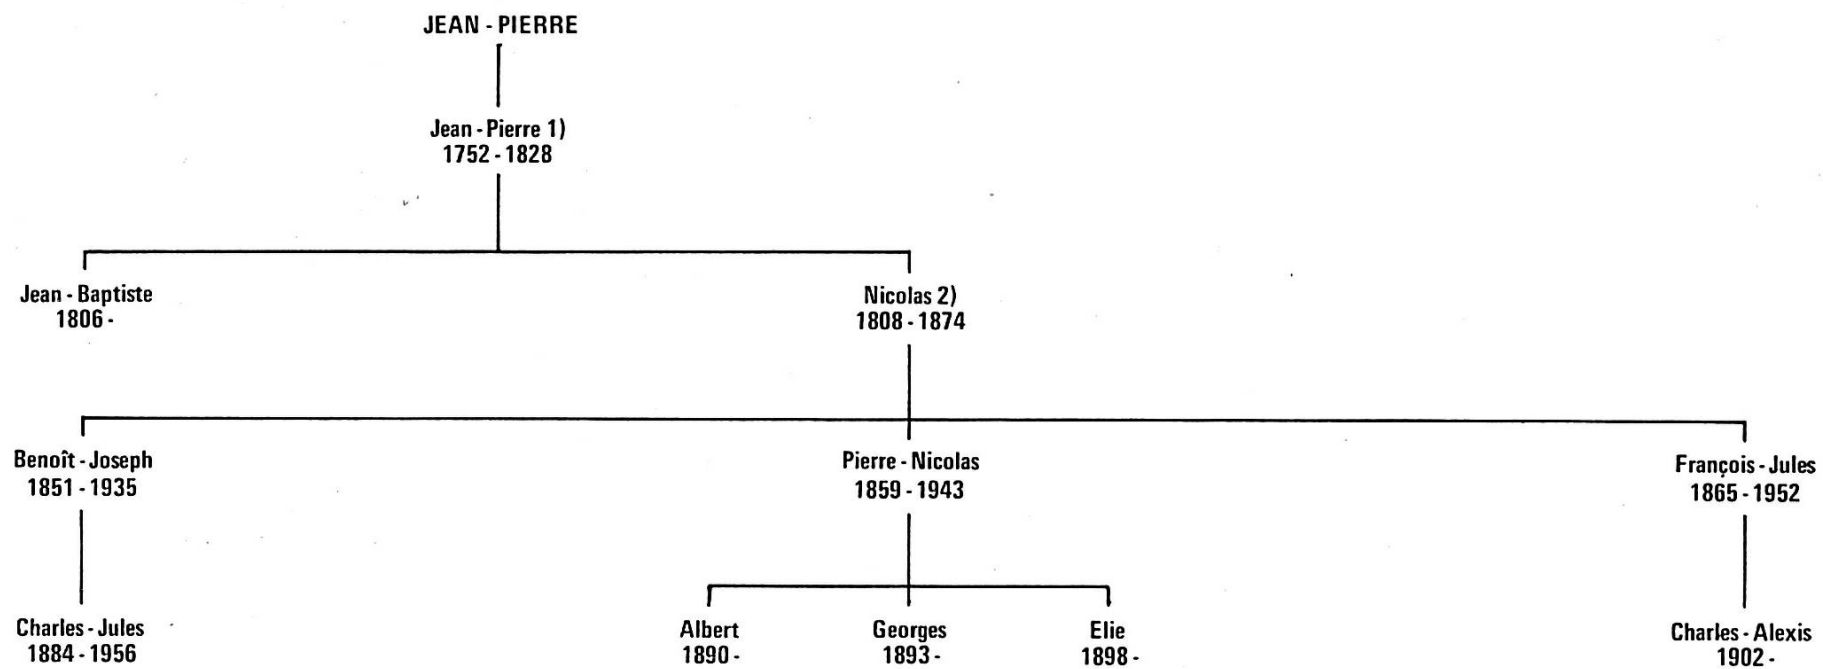 JEAN - PIERRE
Jean - Pierre 1)
1752 - 1828
Jean - Baptiste
1806 -
Nicolas 2)
1808 - 1874
Benoît - Joseph
1851 - 1935
Pierre - Nicolas
1859 - 1943
François - Jules
1865 - 1952
Charles - Jules
1884 - 1956
Albert
1890 -
Georges
1893 -
Elie
1898 -
Charles - Alexis
1902 -